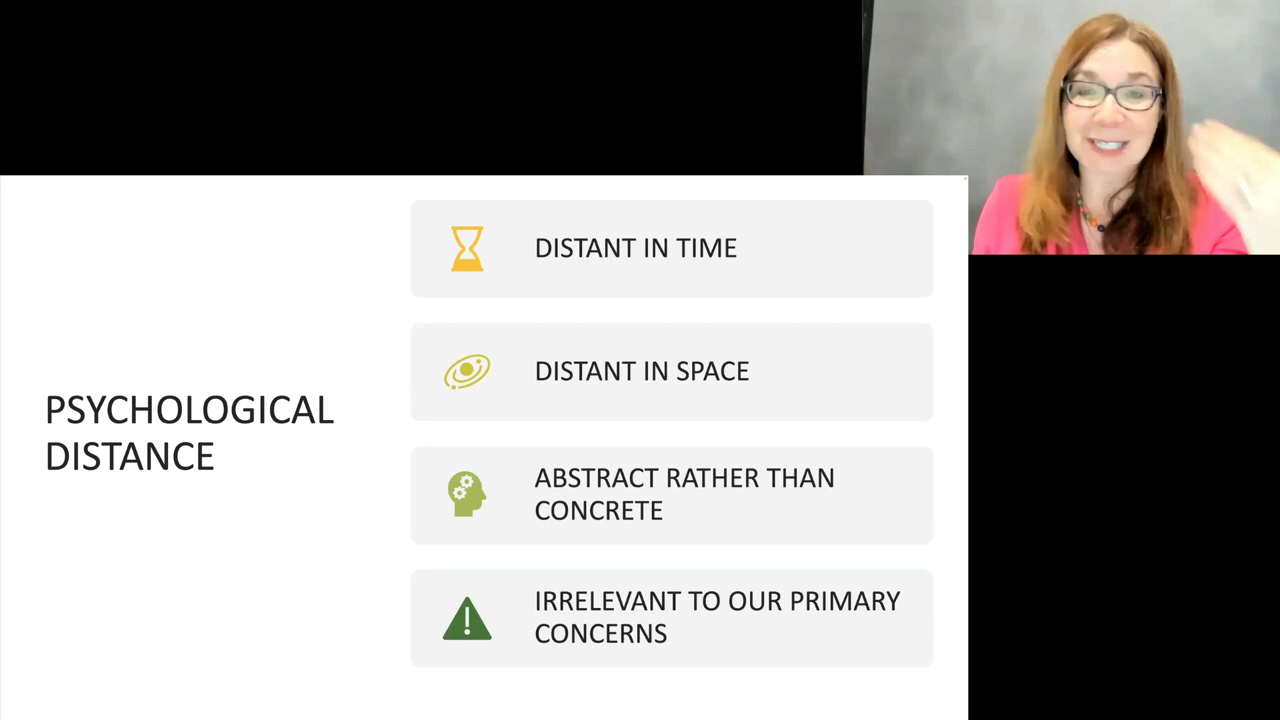 PSYCHOLOGICAL
DISTANCE
DISTANT IN TIME
DISTANT IN SPACE
ABSTRACT RATHER THAN
CONCRETE
IRRELEVANT TO OUR PRIMARY
CONCERNS